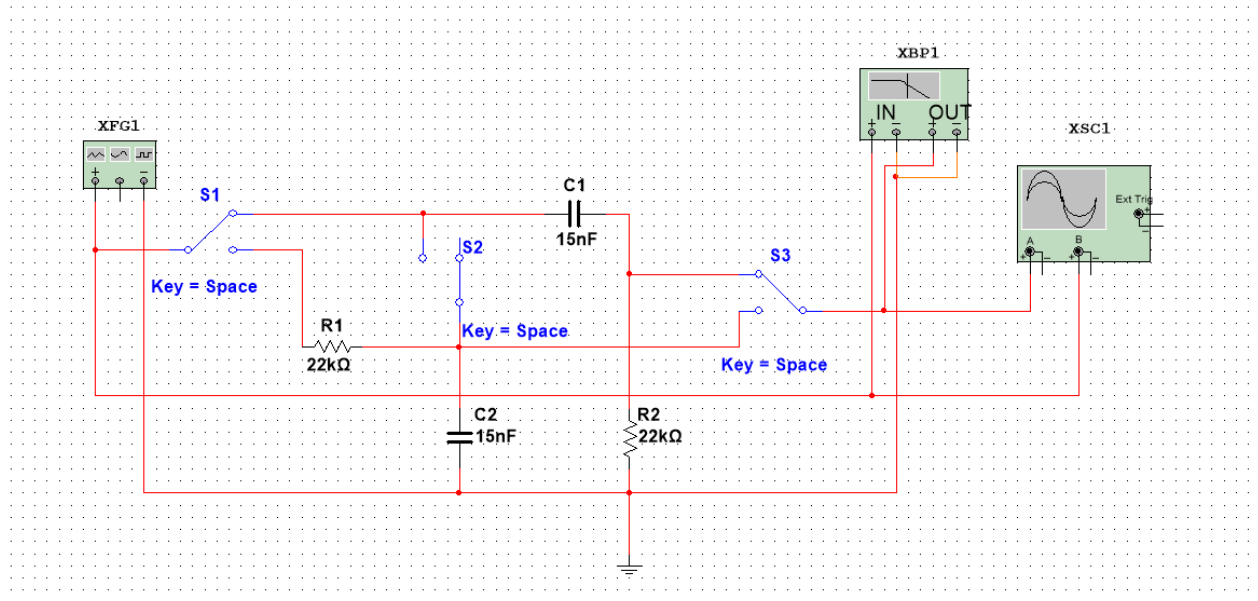 XBP1
IN OUT
+ − + −
XFG1
+ −
XSC1
Ext Trig
+
−
A B
+ − + −
S1
Key = Space
C1
15nF
S2
Key = Space
S3
Key = Space
R1
22kΩ
C2
15nF
R2
22kΩ